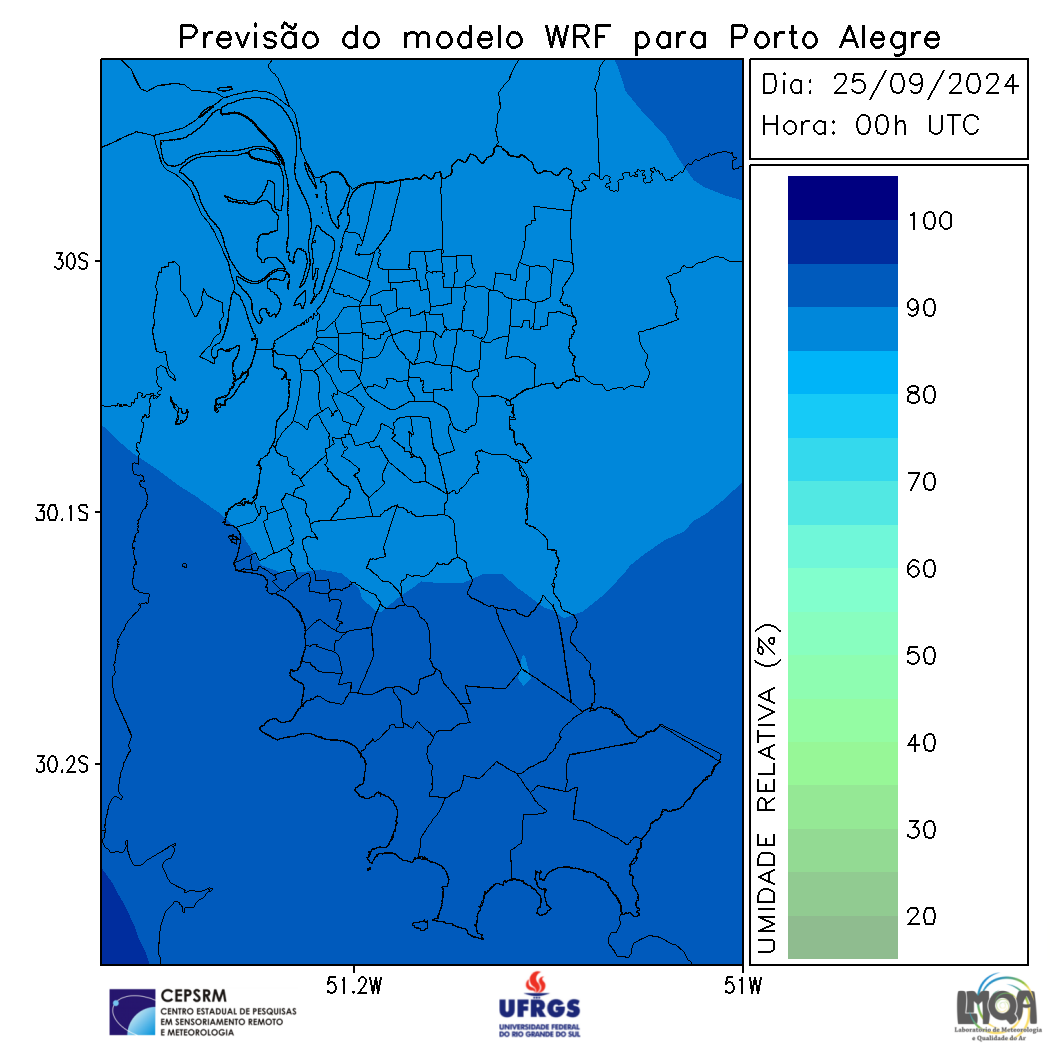 Previsão do modelo WRF para Porto Alegre
Dia: 25/09/2024
Hora: 00h UTC
100
90
80
70
60
50
40
30
20
UMIDADE RELATIVA (%)
30S
30.1S
30.2S
51.2W
51W
CEPSRM
CENTRO ESTADUAL DE PESQUISAS
EM SENSORIAMENTO REMOTO
E METEOROLOGIA
UFRGS
UNIVERSIDADE FEDERAL
DO RIO GRANDE DO SUL
LMQA
Laboratório de Meteorologia
e Qualidade do Ar